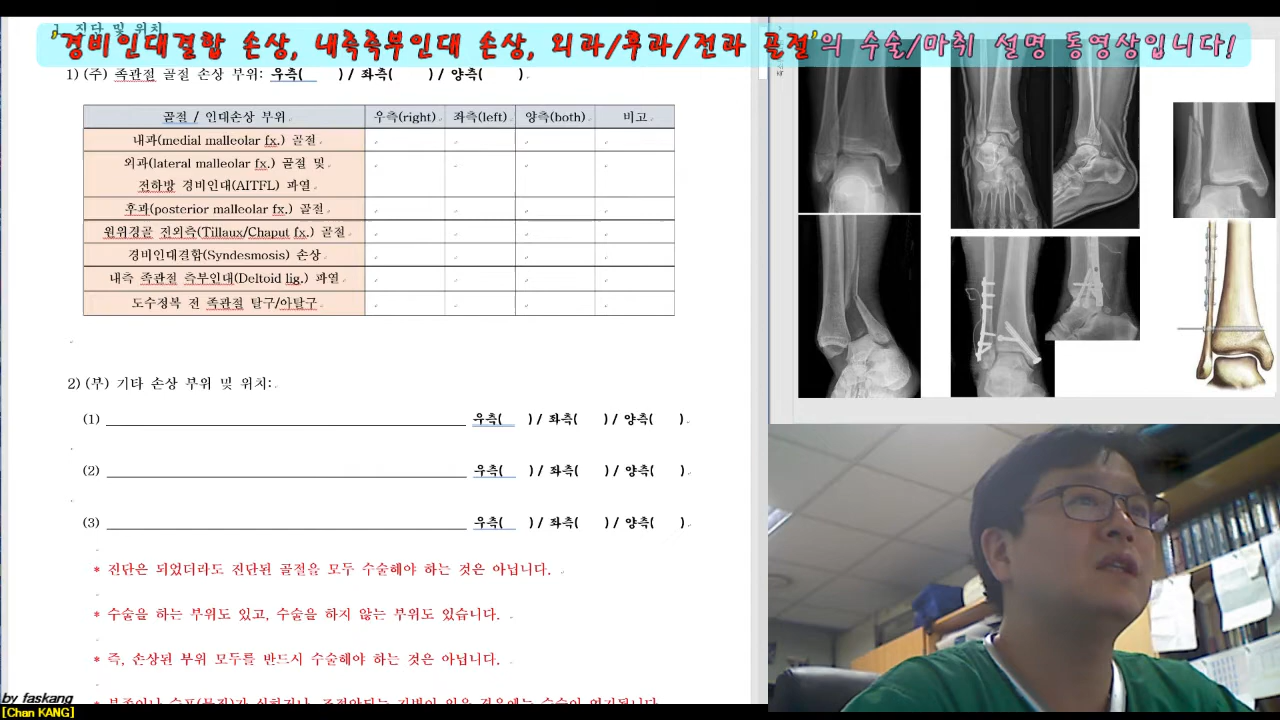 1. 진단 및 위치
'경비인대결합 손상, 내측측부인대 손상, 외과/후과/전과 골절'의 수술/마취 설명 동영상입니다!
1) (주) 족관절 골절 손상 부위: 우측( ) / 좌측( ) / 양측( ).
골절 / 인대손상 부위 우측(right) 좌측(left) 양측(both) 비고
내과(medial malleolar fx.) 골절
외과(lateral malleolar fx.) 골절 및
전하방 경비인대(AITFL) 파열
후과(posterior malleolar fx.) 골절
원위경골 전외측(Tillaux/Chaput fx.) 골절
경비인대결합(Syndesmosis) 손상
내측 족관절 측부인대(Deltoid lig.) 파열
도수정복 전 족관절 탈구/아탈구
2) (부) 기타 손상 부위 및 위치:
(1) 우측( ) / 좌측( ) / 양측( )
(2) 우측( ) / 좌측( ) / 양측( )
(3) 우측( ) / 좌측( ) / 양측( )
* 진단은 되었더라도 진단된 골절을 모두 수술해야 하는 것은 아닙니다.
* 수술을 하는 부위도 있고, 수술을 하지 않는 부위도 있습니다.
* 즉, 손상된 부위 모두를 반드시 수술해야 하는 것은 아닙니다.
by faskang
[Chan KANG]